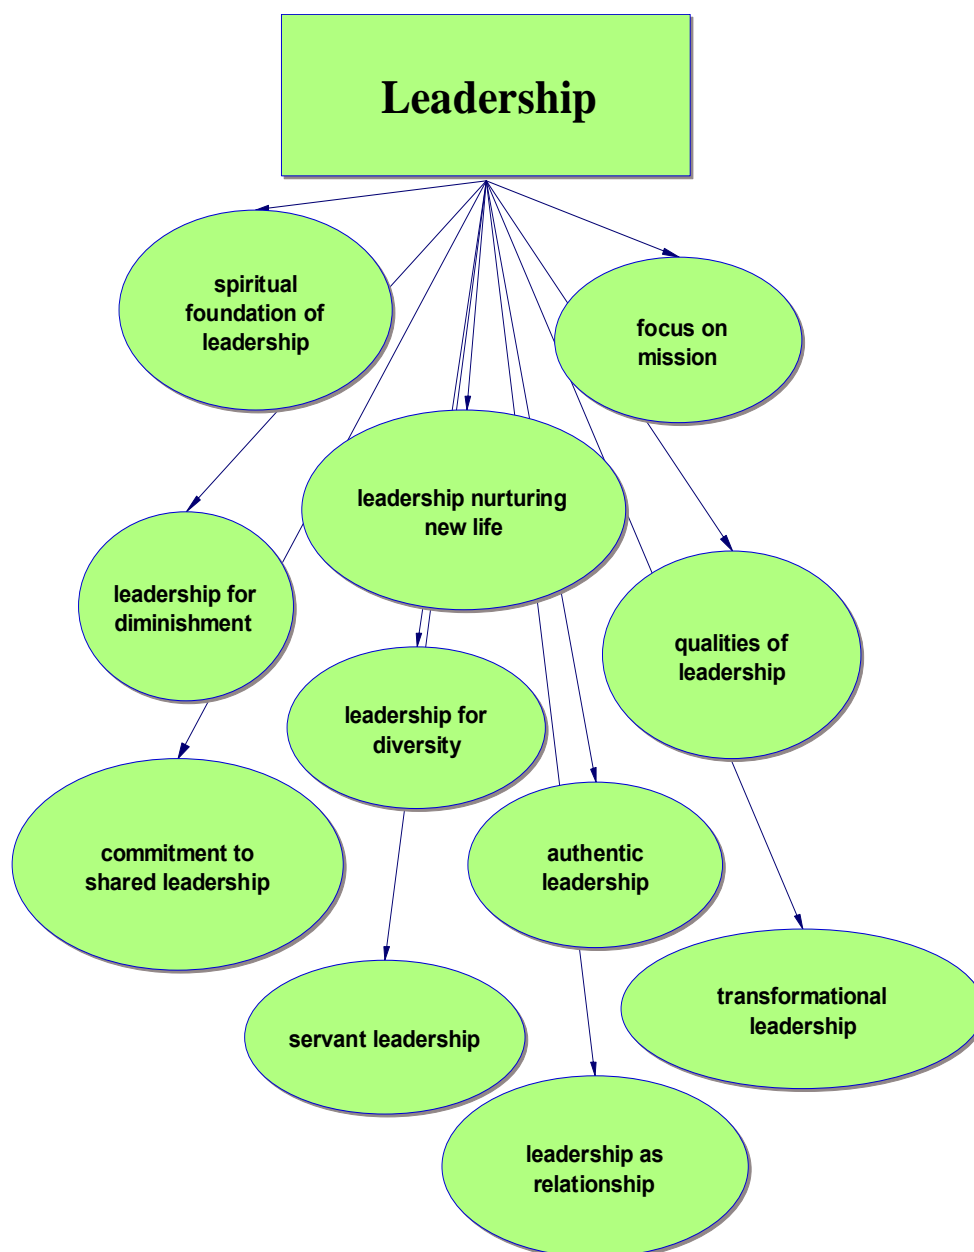 Leadership
spiritual
foundation of
leadership
focus on
mission
leadership nurturing
new life
leadership for
diminishment
qualities of
leadership
leadership for
diversity
commitment to
shared leadership
authentic
leadership
transformational
leadership
servant leadership
leadership as
relationship